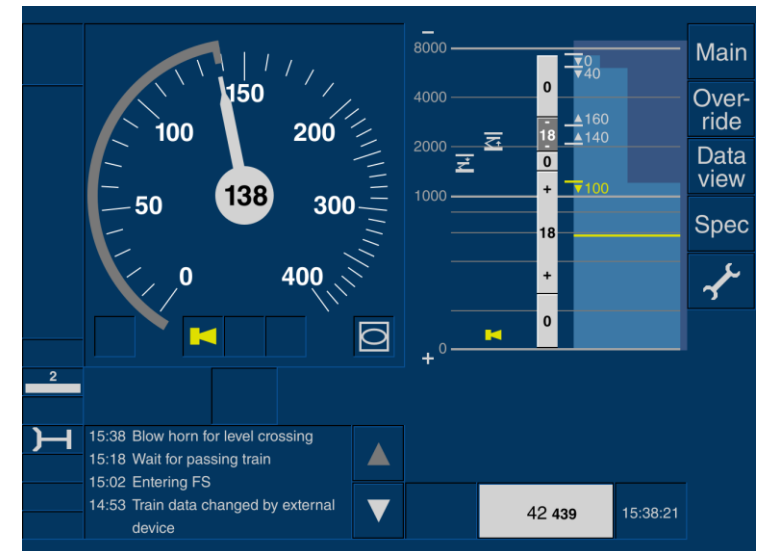 50
100
150
200
300
400
0
138
2
15:38 Blow horn for level crossing
15:18 Wait for passing train
15:02 Entering FS
14:53 Train data changed by external
device
−
8000
4000
2000
1000
0
+
0
-
18
-
0
+
18
+
0
0
40
160
140
100
42 439
15:38:21
Main
Over-
ride
Data
view
Spec